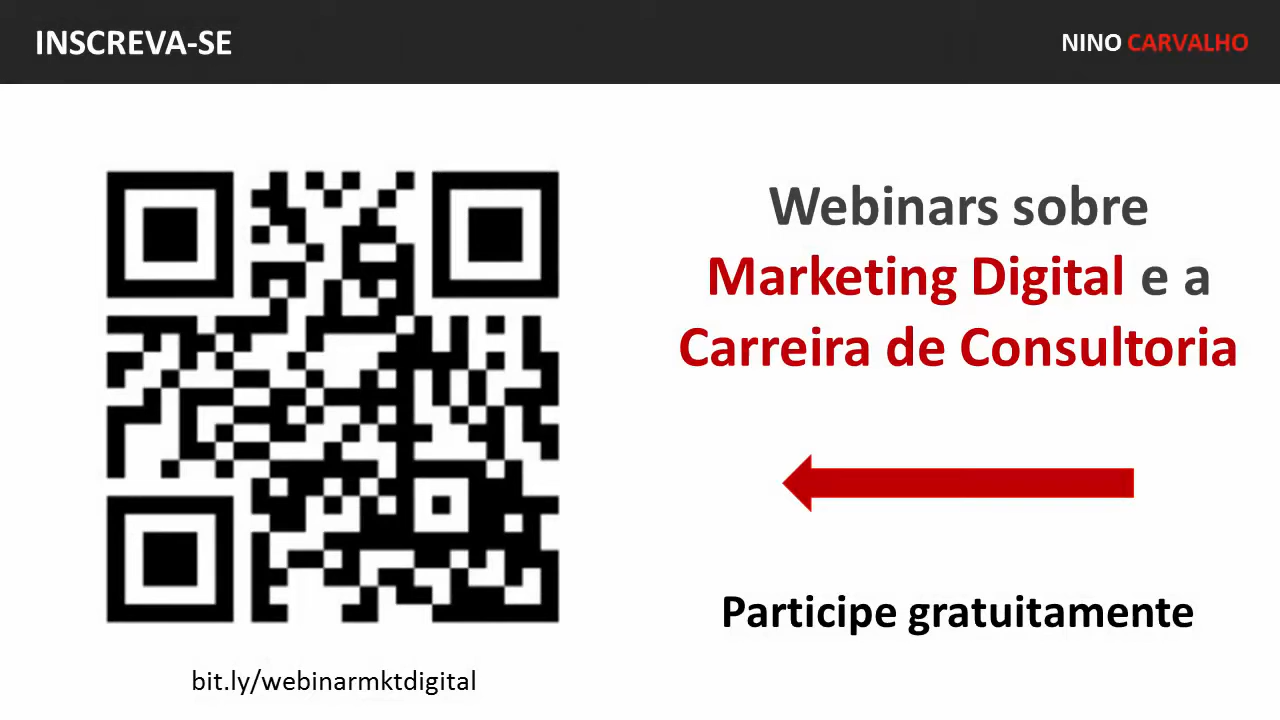 INSCREVA-SE
NINO CARVALHO
Webinars sobre
Marketing Digital e a
Carreira de Consultoria
Participe gratuitamente
bit.ly/webinarmktdigital